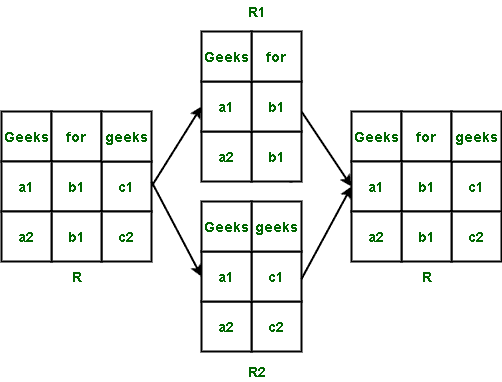 R1
Geeks for
a1 b1
a2 b1
Geeks for geeks
a1 b1 c1
a2 b1 c2
R
Geeks geeks
a1 c1
a2 c2
R2
Geeks for geeks
a1 b1 c1
a2 b1 c2
R